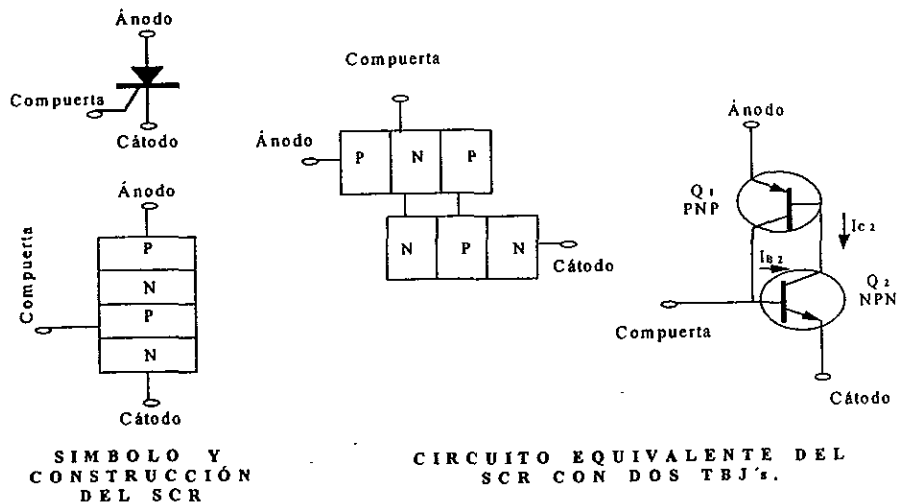 Ánodo
Compuerta
Cátodo
Ánodo
Compuerta
P
N
P
N
Cátodo
SIMBOLO Y
CONSTRUCCIÓN
DEL SCR
Compuerta
Ánodo
P N P
N P N
Cátodo
Ánodo
Q1
PNP
IC2
IB2
Q2
NPN
Compuerta
Cátodo
CIRCUITO EQUIVALENTE DEL
SCR CON DOS TBJ´s.